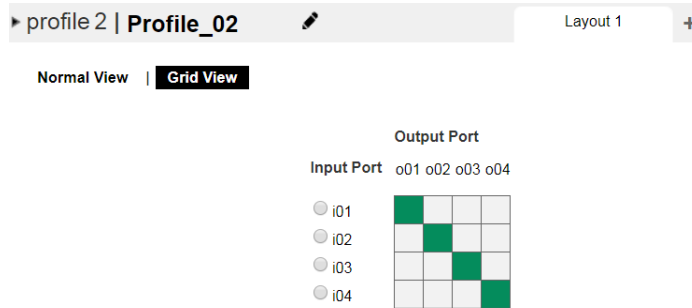 profile 2 | Profile_02
Layout 1
+
Normal View | Grid View
Output Port
Input Port o01 o02 o03 o04
i01
i02
i03
i04